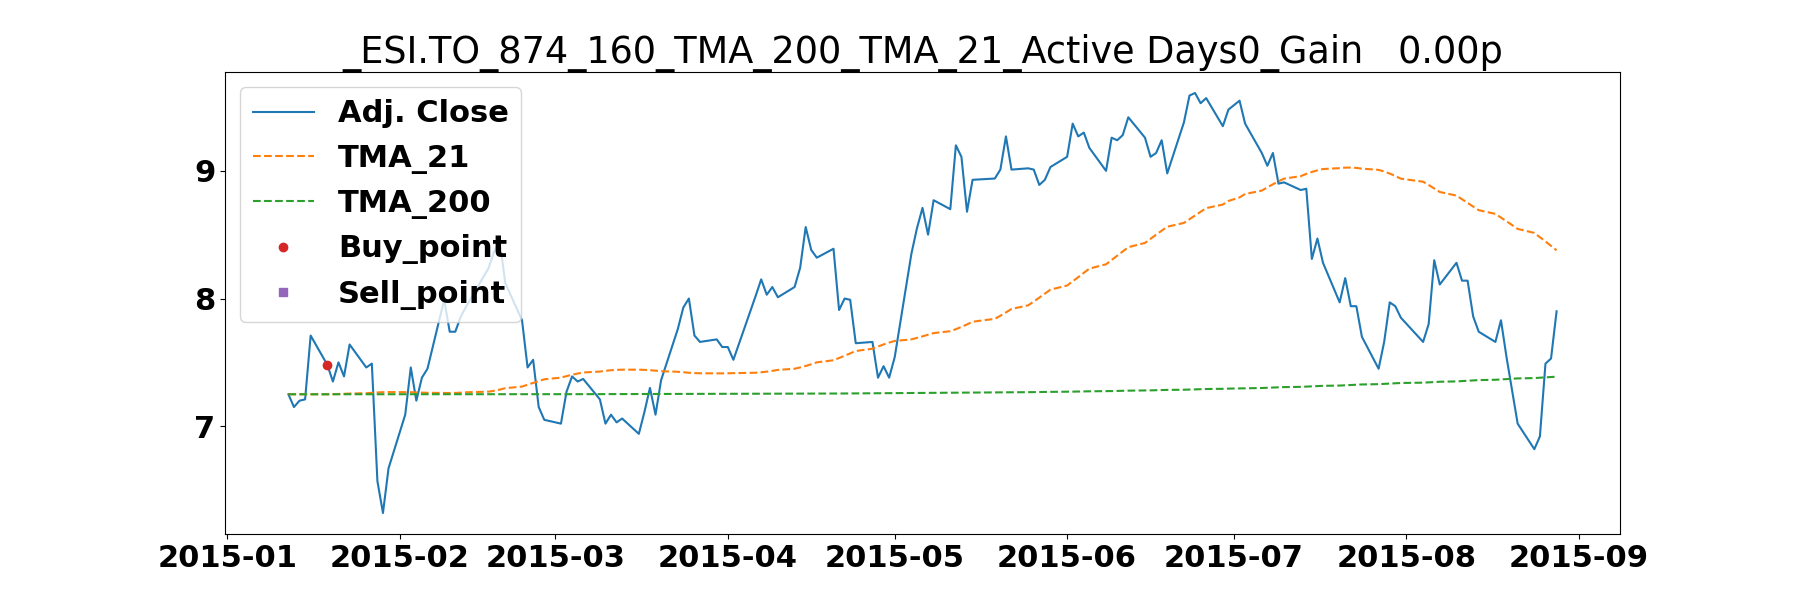 _ESI.TO_874_160_TMA_200_TMA_21_Active Days0_Gain   0.00p
Adj. Close
TMA_21
TMA_200
Buy_point
Sell_point
9
8
7
2015-01 2015-02 2015-03 2015-04 2015-05 2015-06 2015-07 2015-08 2015-09